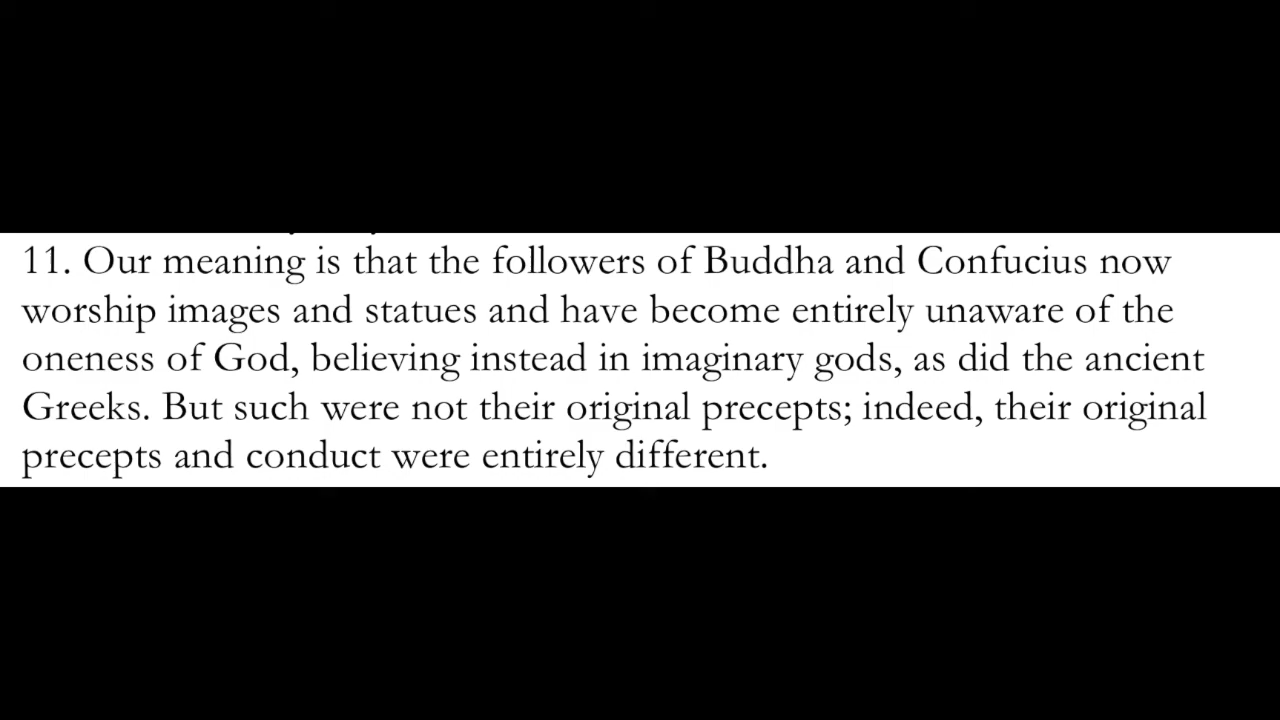 11. Our meaning is that the followers of Buddha and Confucius now
worship images and statues and have become entirely unaware of the
oneness of God, believing instead in imaginary gods, as did the ancient
Greeks. But such were not their original precepts; indeed, their original
precepts and conduct were entirely different.